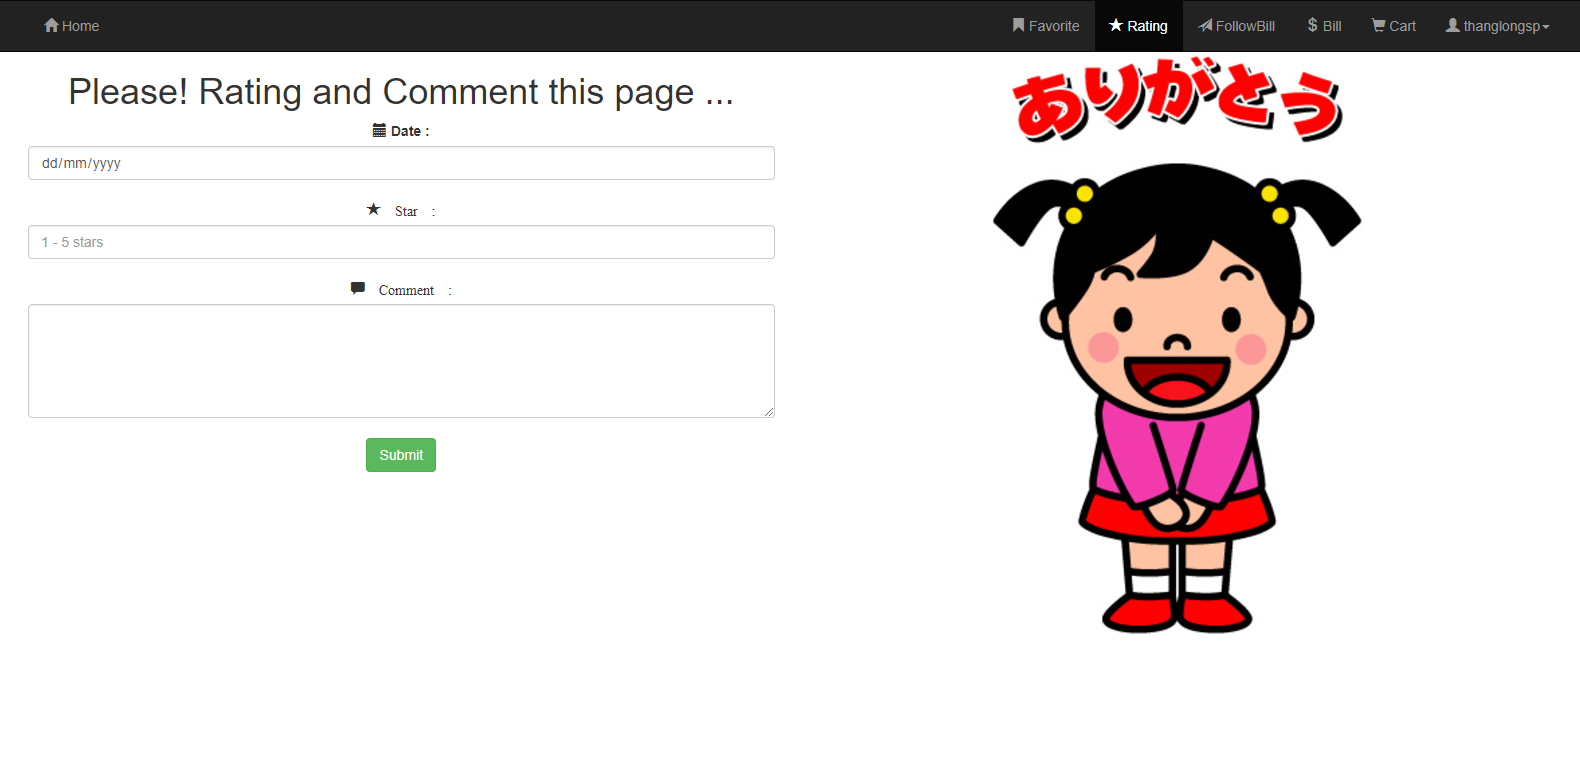 Home Favorite Rating FollowBill Bill Cart thanglongsp
Please! Rating and Comment this page ...
Date :
dd/mm/yyyy
Star :
1 - 5 stars
Comment :
Submit
ありがとう